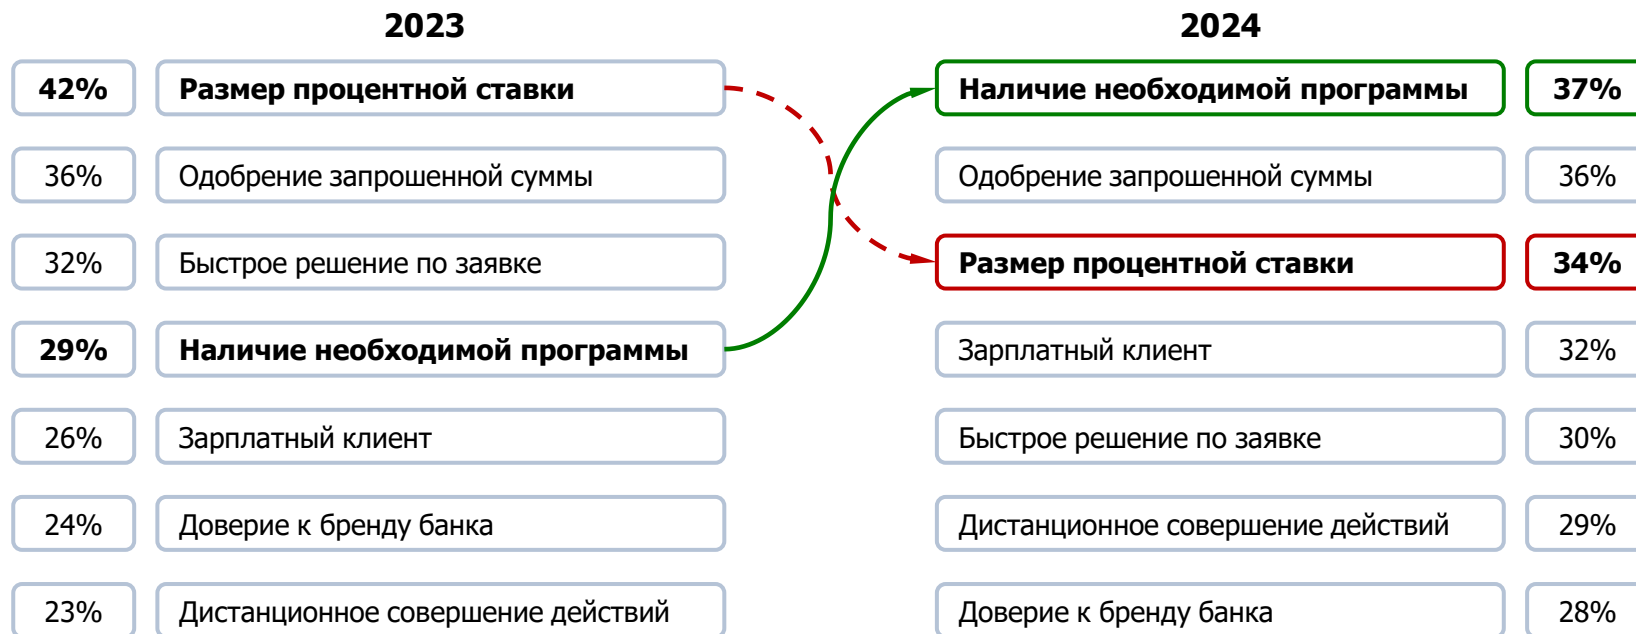 2023
2024
42% Размер процентной ставки
Наличие необходимой программы 37%
36% Одобрение запрошенной суммы
Одобрение запрошенной суммы 36%
32% Быстрое решение по заявке
Размер процентной ставки 34%
29% Наличие необходимой программы
Зарплатный клиент 32%
26% Зарплатный клиент
Быстрое решение по заявке 30%
24% Доверие к бренду банка
Дистанционное совершение действий 29%
23% Дистанционное совершение действий
Доверие к бренду банка 28%